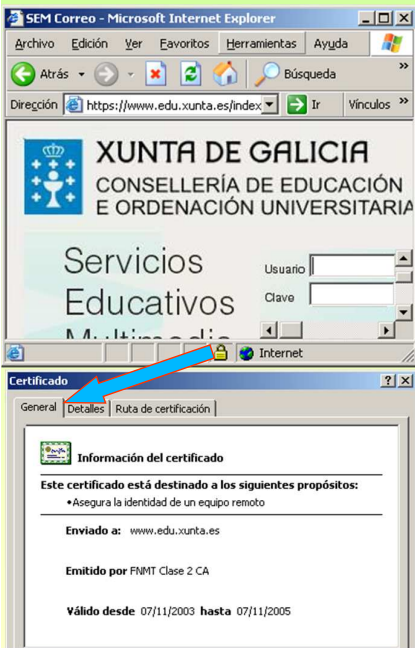 SEM Correo - Microsoft Internet Explorer
Archivo Edición Ver Favoritos Herramientas Ayuda
Atrás Búsqueda »
Dirección https://www.edu.xunta.es/index Ir Vínculos »
XUNTA DE GALICIA
CONSELLERÍA DE EDUCACIÓN
E ORDENACIÓN UNIVERSITARIA
Servicios
Educativos
Multimedia
Usuario
Clave
Internet
Certificado
General Detalles Ruta de certificación
Información del certificado
Este certificado está destinado a los siguientes propósitos:
•Asegura la identidad de un equipo remoto
Enviado a: www.edu.xunta.es
Emitido por FNMT Clase 2 CA
Válido desde 07/11/2003 hasta 07/11/2005